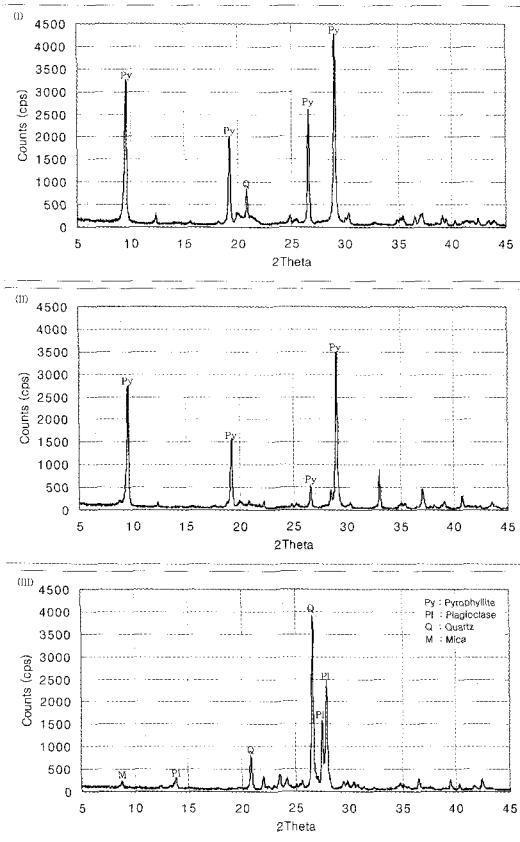 (I)
4500
4000
3500
3000
2500
2000
1500
1000
500
0
Counts (cps)
Py
Py
Q
Py
Py
5 10 15 20 25 30 35 40 45
2Theta
(II)
4500
4000
3500
3000
2500
2000
1500
1000
500
0
Counts (cps)
Py
Py
Py
Py
5 10 15 20 25 30 35 40 45
2Theta
(III)
4500
4000
3500
3000
2500
2000
1500
1000
500
0
Counts (cps)
M
Pl
Q
Q
Pl
Pl
Py : Pyrophyllite
Pl : Plagioclase
Q : Quartz
M : Mica
5 10 15 20 25 30 35 40 45
2Theta